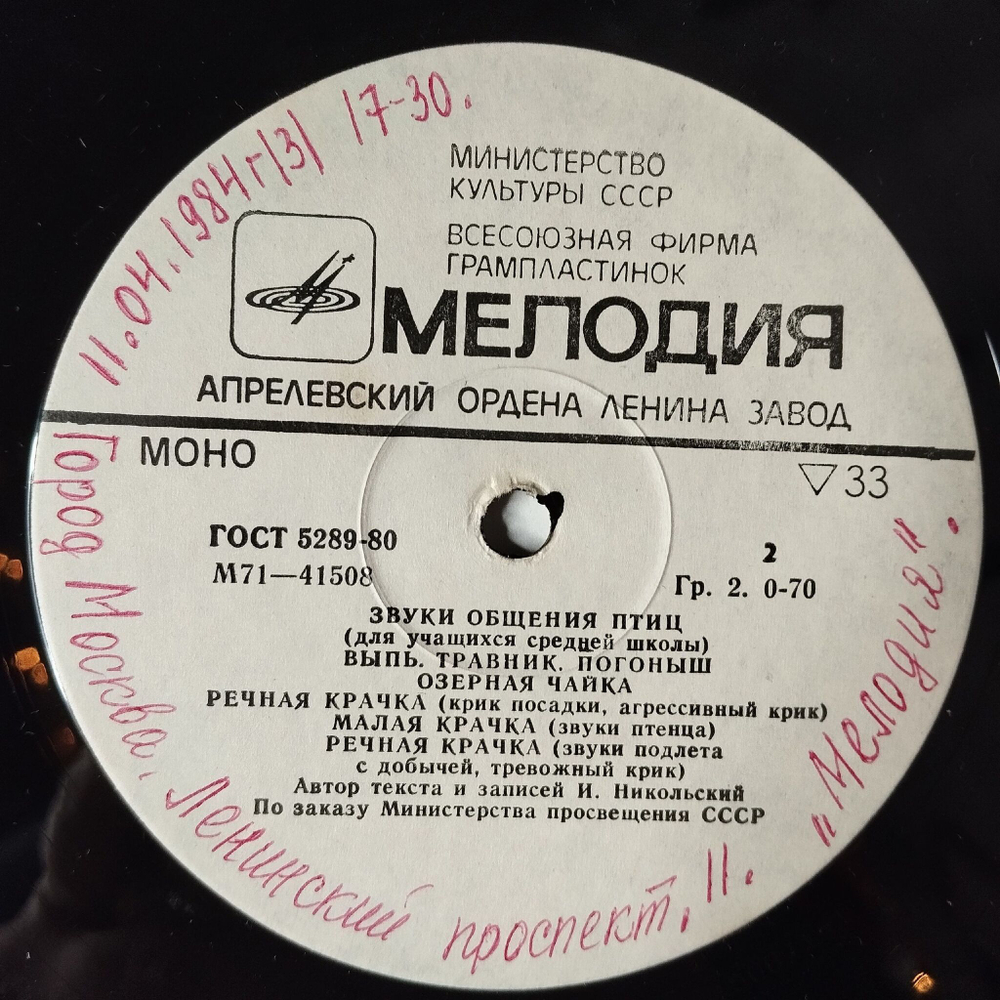 11.04.1984г (3) 17-30.
МИНИСТЕРСТВО
КУЛЬТУРЫ СССР
ВСЕСОЮЗНАЯ ФИРМА
ГРАМПЛАСТИНОК
МЕЛОДИЯ
АПРЕЛЕВСКИЙ ОРДЕНА ЛЕНИНА ЗАВОД
МОНО
33
ГОСТ 5289-80
2
М71—41508
Гр. 2. 0-70
ЗВУКИ ОБЩЕНИЯ ПТИЦ
(для учащихся средней школы)
ВЫПЬ. ТРАВНИК. ПОГОНЫШ
ОЗЕРНАЯ ЧАЙКА
РЕЧНАЯ КРАЧКА (крик посадки, агрессивный крик)
МАЛАЯ КРАЧКА (звуки птенца)
РЕЧНАЯ КРАЧКА (звуки подлета
с добычей, тревожный крик)
Автор текста и записей И. Никольский
По заказу Министерства просвещения СССР
Город Москва. Ленинский проспект. 11. "Мелодия".